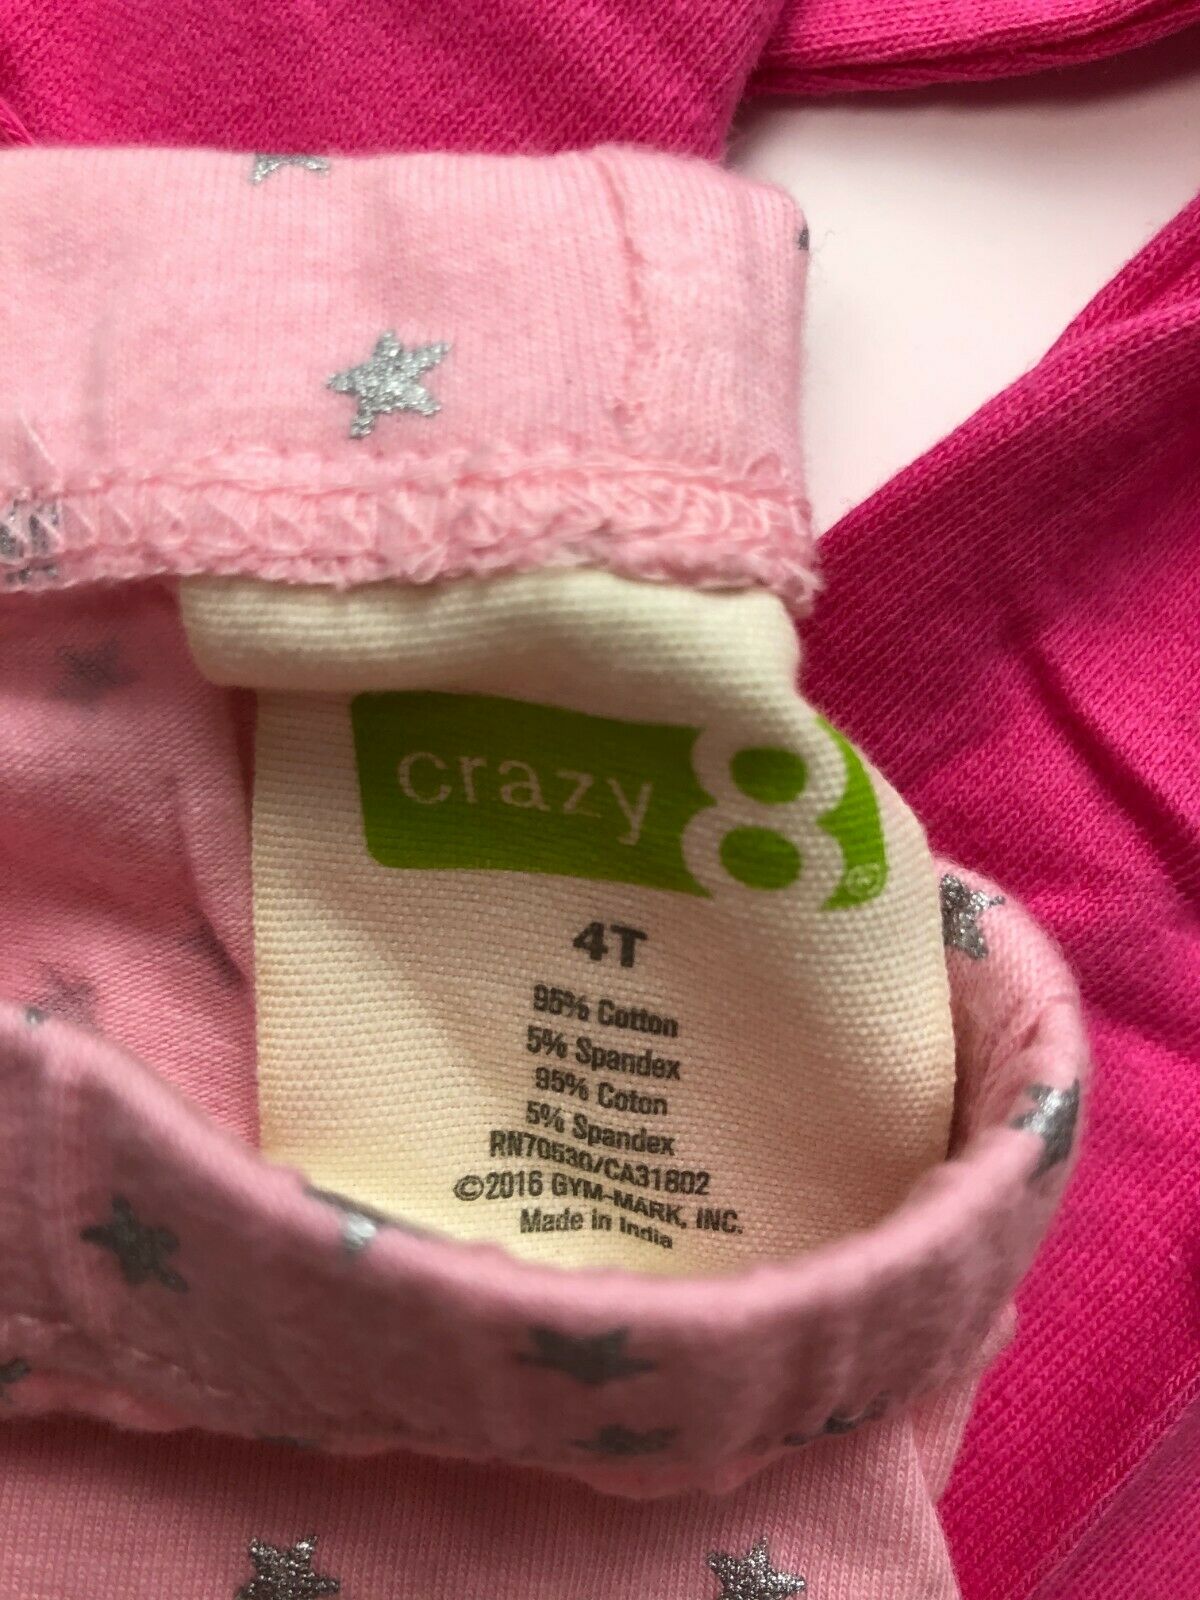 crazy 8®
4T
95% Cotton
5% Spandex
95% Coton
5% Spandex
RN70530/CA31802
©2016 GYM-MARK, INC.
Made in India